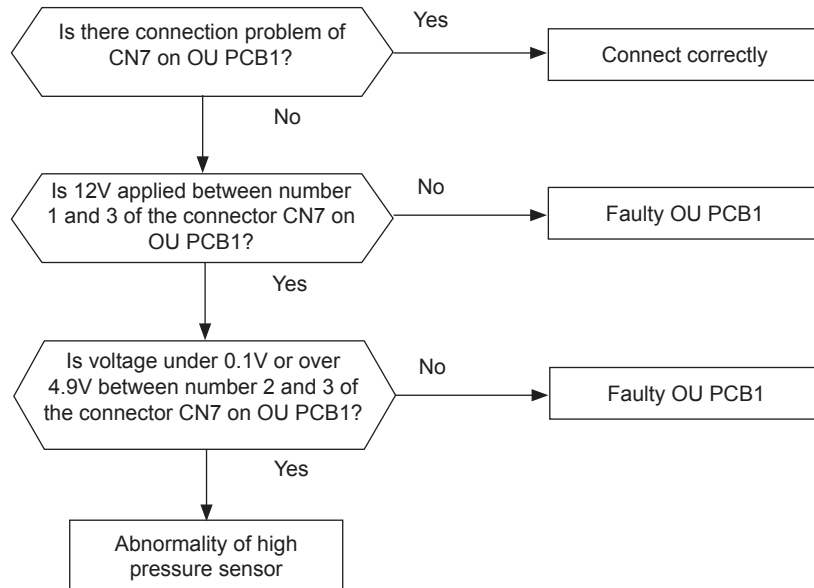 Is there connection problem of
CN7 on OU PCB1?
Yes
Connect correctly
No
Is 12V applied between number
1 and 3 of the connector CN7 on
OU PCB1?
No
Faulty OU PCB1
Yes
Is voltage under 0.1V or over
4.9V between number 2 and 3 of
the connector CN7 on OU PCB1?
No
Faulty OU PCB1
Yes
Abnormality of high
pressure sensor